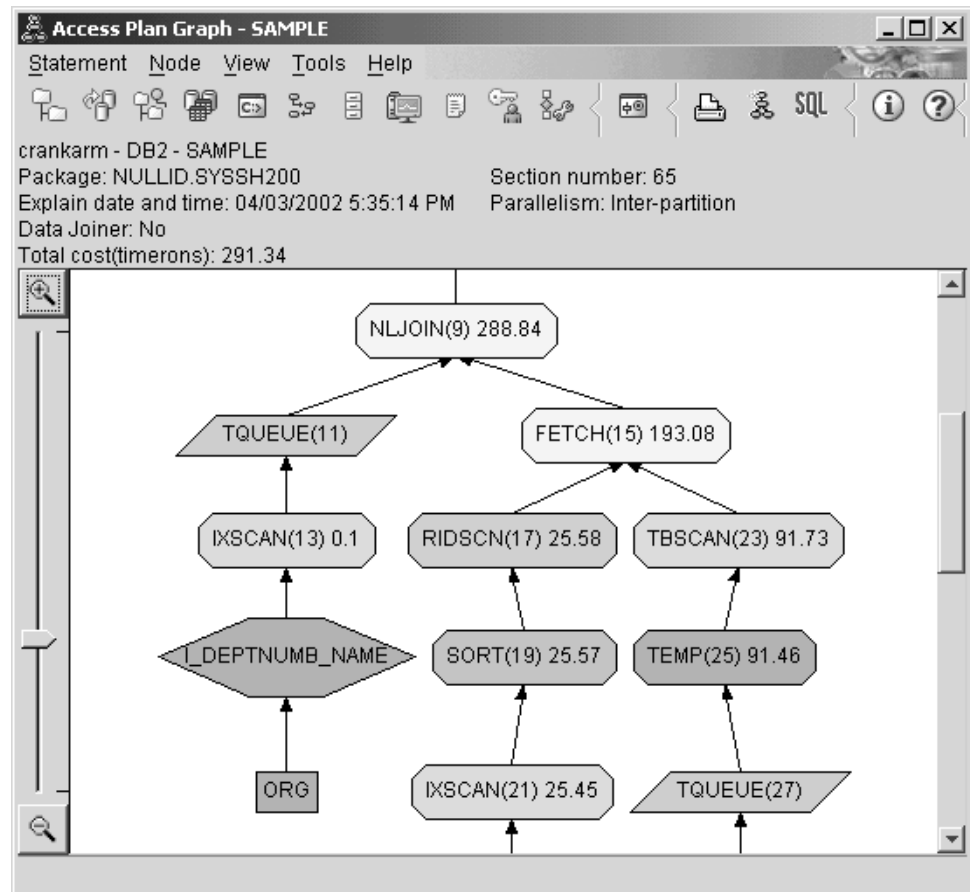 Access Plan Graph - SAMPLE
Statement Node View Tools Help
C:> SQL
crankarm - DB2 - SAMPLE
Package: NULLID.SYSSH200 Section number: 65
Explain date and time: 04/03/2002 5:35:14 PM Parallelism: Inter-partition
Data Joiner: No
Total cost(timerons): 291.34
NLJOIN(9) 288.84
TQUEUE(11) FETCH(15) 193.08
IXSCAN(13) 0.1 RIDSCN(17) 25.58 TBSCAN(23) 91.73
I_DEPTNUMB_NAME SORT(19) 25.57 TEMP(25) 91.46
ORG IXSCAN(21) 25.45 TQUEUE(27)